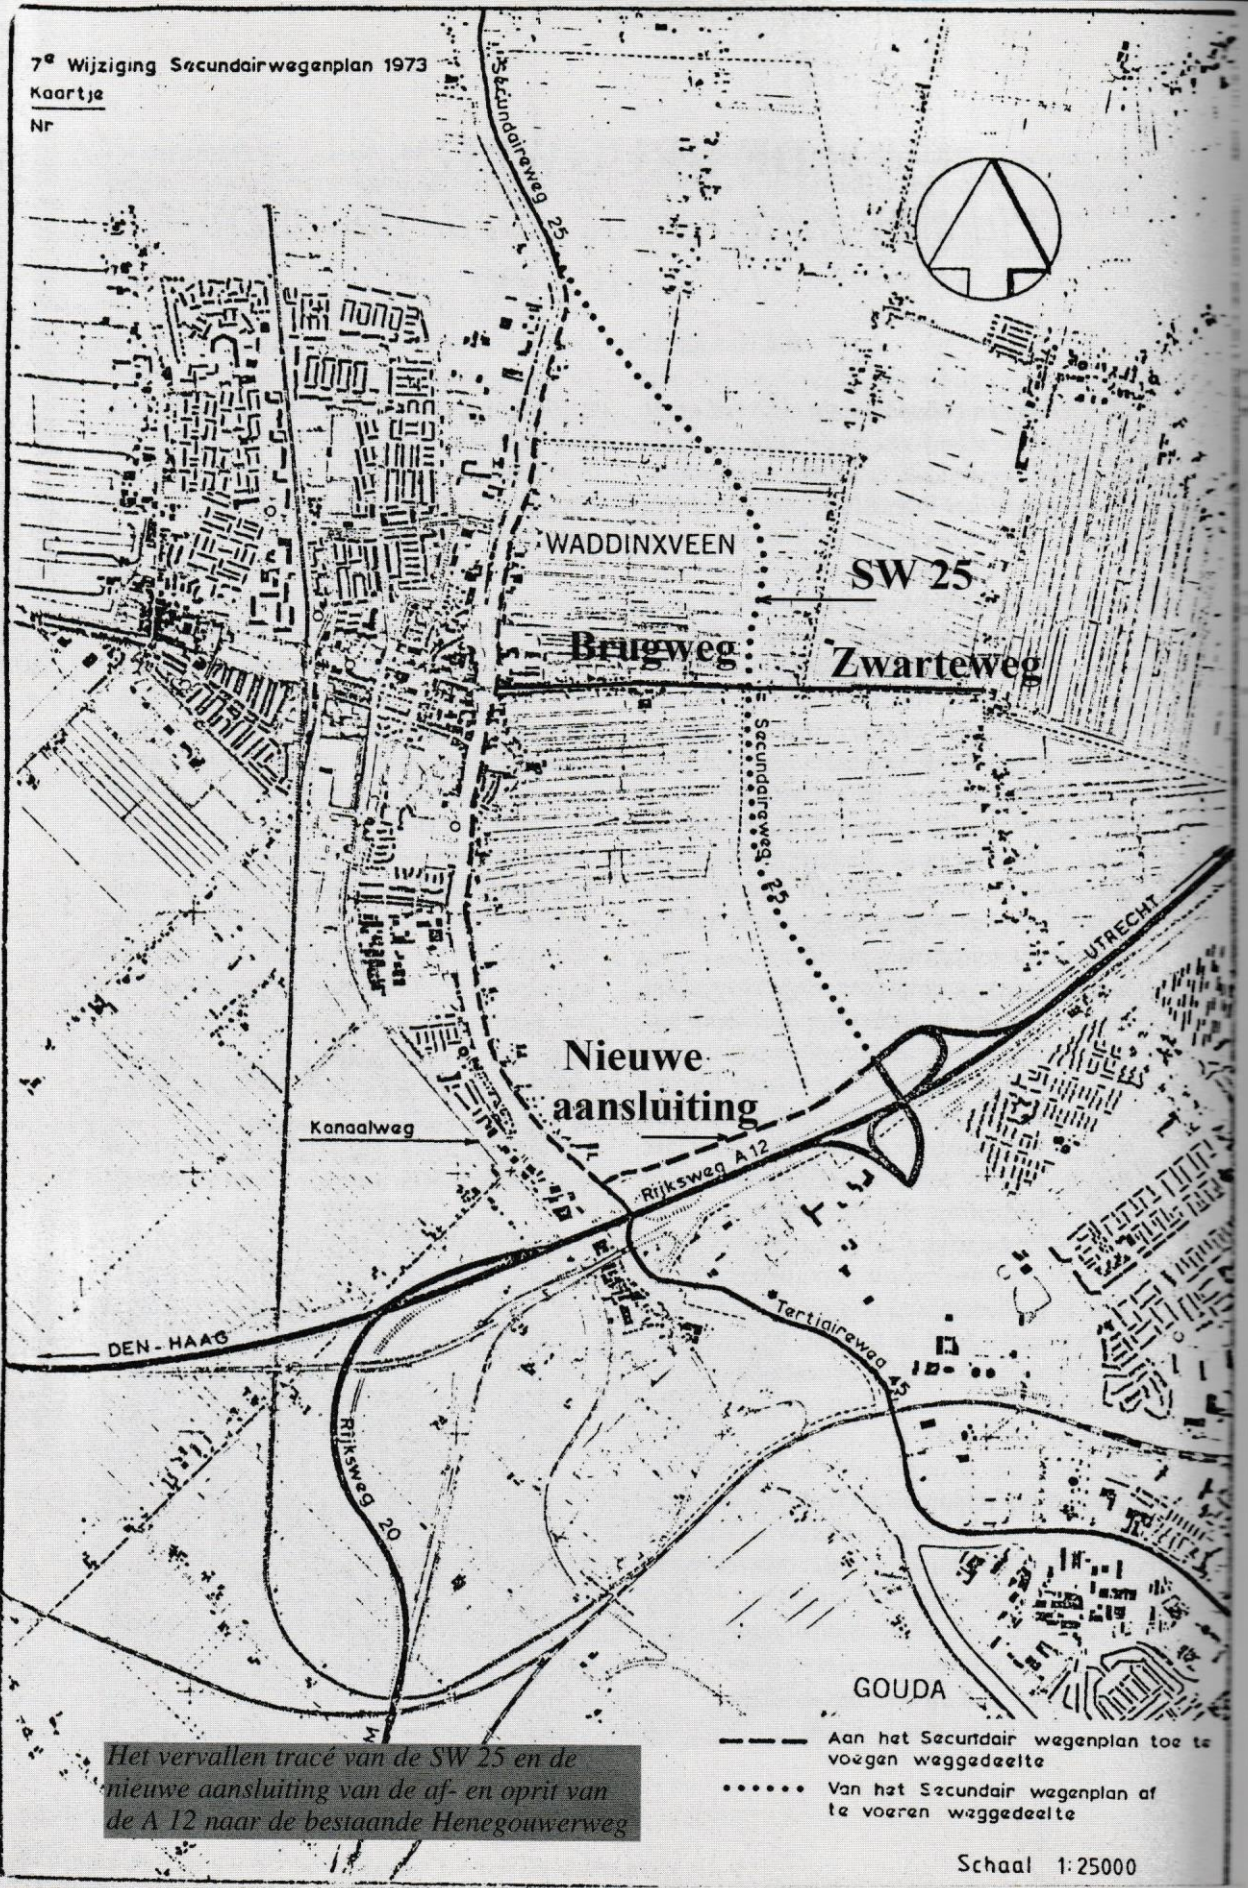 7e Wijziging Secundairwegenplan 1973
Kaartje
Nr
Secundaireweg 25
WADDINXVEEN
SW 25
Brugweg
Zwarteweg
Secundaireweg 25
UTRECHT
Nieuwe
aansluiting
Kanaalweg
Rijksweg A 12
DEN-HAAG
Tertiaireweg 45
Rijksweg 20
GOUDA
M
Het vervallen tracé van de SW 25 en de
nieuwe aansluiting van de af- en oprit van
de A 12 naar de bestaande Henegouwerweg
Aan het Secundair wegenplan toe te
voegen weggedeelte
Van het Secundair wegenplan af
te voeren weggedeelte
Schaal 1:25000